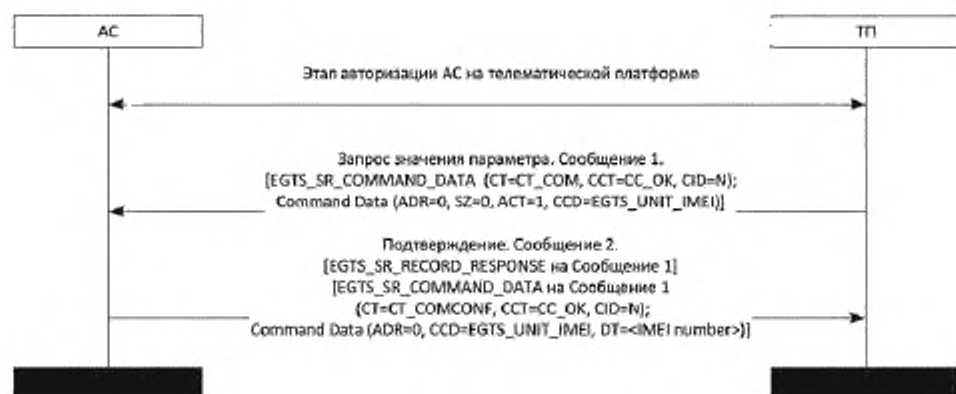 АС
ТП
Этап авторизации АС на телематической платформе
Запрос значения параметра. Сообщение 1.
[EGTS_SR_COMMAND_DATA (CT=CT_COM, CCT=CC_OK, CID=N);
Command Data (ADR=0, SZ=0, ACT=1, CCD=EGTS_UNIT_IMEI)]
Подтверждение. Сообщение 2.
[EGTS_SR_RECORD_RESPONSE на Сообщение 1]
[EGTS_SR_COMMAND_DATA на Сообщение 1
(CT=CT_COMCONF, CCT=CC_OK, CID=N);
Command Data (ADR=0, CCD=EGTS_UNIT_IMEI, DT=<IMEI number>)]